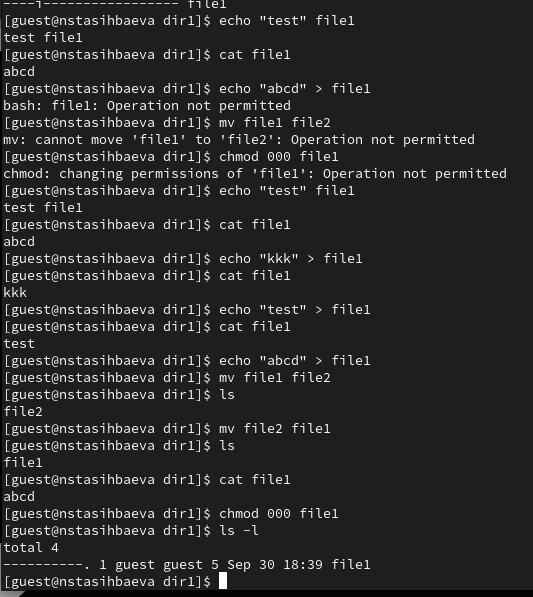 ----i----------------- file1
[guest@nstasihbaeva dir1]$ echo "test" file1
test file1
[guest@nstasihbaeva dir1]$ cat file1
abcd
[guest@nstasihbaeva dir1]$ echo "abcd" > file1
bash: file1: Operation not permitted
[guest@nstasihbaeva dir1]$ mv file1 file2
mv: cannot move 'file1' to 'file2': Operation not permitted
[guest@nstasihbaeva dir1]$ chmod 000 file1
chmod: changing permissions of 'file1': Operation not permitted
[guest@nstasihbaeva dir1]$ echo "test" file1
test file1
[guest@nstasihbaeva dir1]$ cat file1
abcd
[guest@nstasihbaeva dir1]$ echo "kkk" > file1
[guest@nstasihbaeva dir1]$ cat file1
kkk
[guest@nstasihbaeva dir1]$ echo "test" > file1
[guest@nstasihbaeva dir1]$ cat file1
test
[guest@nstasihbaeva dir1]$ echo "abcd" > file1
[guest@nstasihbaeva dir1]$ mv file1 file2
[guest@nstasihbaeva dir1]$ ls
file2
[guest@nstasihbaeva dir1]$ mv file2 file1
[guest@nstasihbaeva dir1]$ ls
file1
[guest@nstasihbaeva dir1]$ cat file1
abcd
[guest@nstasihbaeva dir1]$ chmod 000 file1
[guest@nstasihbaeva dir1]$ ls -l
total 4
----------. 1 guest guest 5 Sep 30 18:39 file1
[guest@nstasihbaeva dir1]$